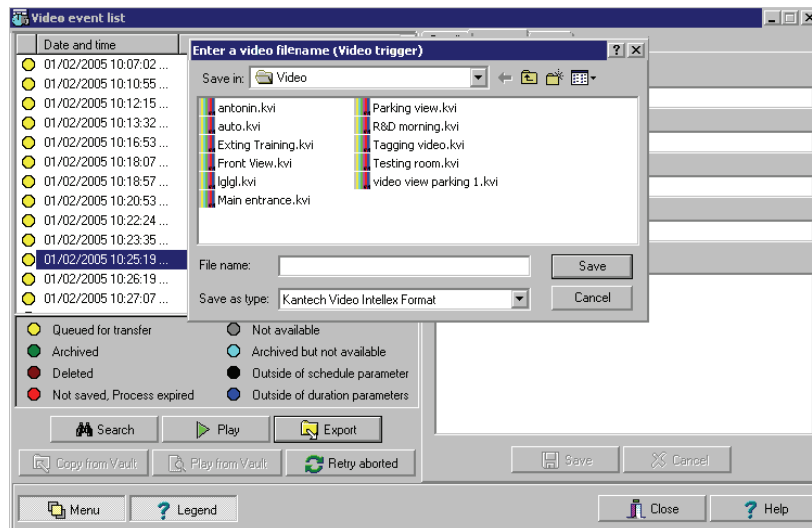 Video event list
Date and time
01/02/2005 10:07:02 ...
01/02/2005 10:10:55 ...
01/02/2005 10:12:15 ...
01/02/2005 10:13:32 ...
01/02/2005 10:16:53 ...
01/02/2005 10:18:07 ...
01/02/2005 10:18:57 ...
01/02/2005 10:20:53 ...
01/02/2005 10:22:24 ...
01/02/2005 10:23:35 ...
01/02/2005 10:25:19 ...
01/02/2005 10:26:19 ...
01/02/2005 10:27:07 ...
Enter a video filename (Video trigger)
Save in: Video
antonin.kvi
auto.kvi
Exting Training.kvi
Front View.kvi
lglgl.kvi
Main entrance.kvi
Parking view.kvi
R&D morning.kvi
Tagging video.kvi
Testing room.kvi
video view parking 1.kvi
File name:
Save
Save as type: Kantech Video Intellex Format
Cancel
Queued for transfer
Not available
Archived
Archived but not available
Deleted
Outside of schedule parameter
Not saved, Process expired
Outside of duration parameters
Search
Play
Export
Copy from Vault
Play from Vault
Retry aborted
Save
Cancel
Menu
Legend
Close
Help